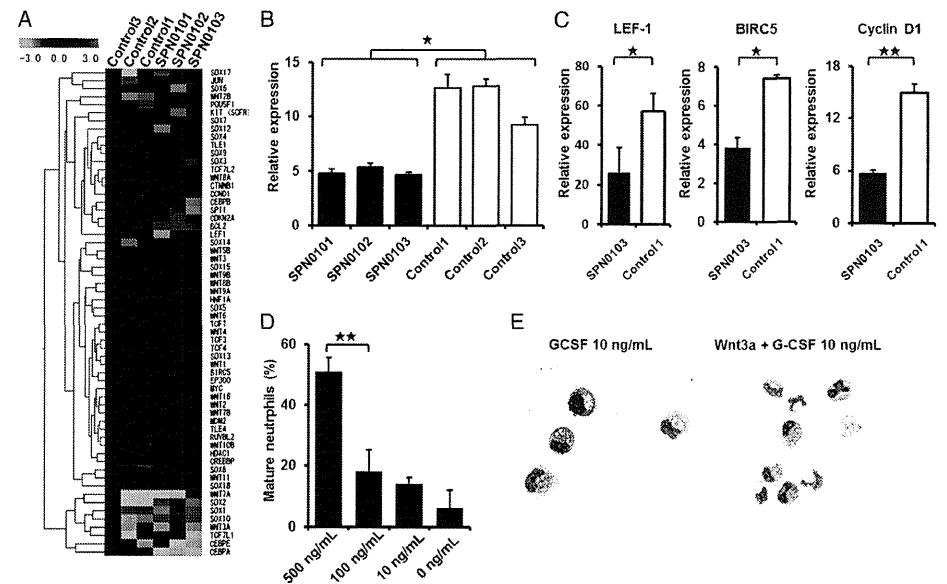 A
Control3
Control2
Control1
SPN0101
SPN0102
SPN0103
-3.0 0.0 3.0
SOX17
JUN
SOX6
WNT2B
POU5F1
KIT (SCFR)
SOX7
SOX12
SOX4
TLE1
SOX9
SOX3
TCF7L2
WNT8A
CTNNB1
CCND1
CEBPB
SPI1
CDKN2A
BCL2
LEF1
SOX14
WNT5B
WNT3
SOX15
WNT9B
WNT8B
WNT9A
HNF1A
SOX5
WNT6
TCF7
WNT4
TCF3
TCF4
SOX13
WNT1
BIRC5
EP300
MYC
WNT16
WNT2
WNT7B
MDM2
TLE4
RUVBL2
WNT10B
HDAC1
CREBBP
SOX8
WNT11
SOX18
WNT7A
SOX2
SOX1
SOX10
WNT3A
TCF7L1
CEBPE
CEBPA
B
★
Relative expression
15
10
5
0
SPN0101
SPN0102
SPN0103
Control1
Control2
Control3
C
LEF-1
★
Relative expression
80
60
40
20
0
SPN0103
Control1
BIRC5
★
Relative expression
8
6
4
2
0
SPN0103
Control1
Cyclin D1
★★
Relative expression
18
12
6
0
SPN0103
Control1
D
★★
Mature neutrphils (%)
60
40
20
0
500 ng/mL
100 ng/mL
10 ng/mL
0 ng/mL
E
GCSF 10 ng/mL
Wnt3a + G-CSF 10 ng/mL